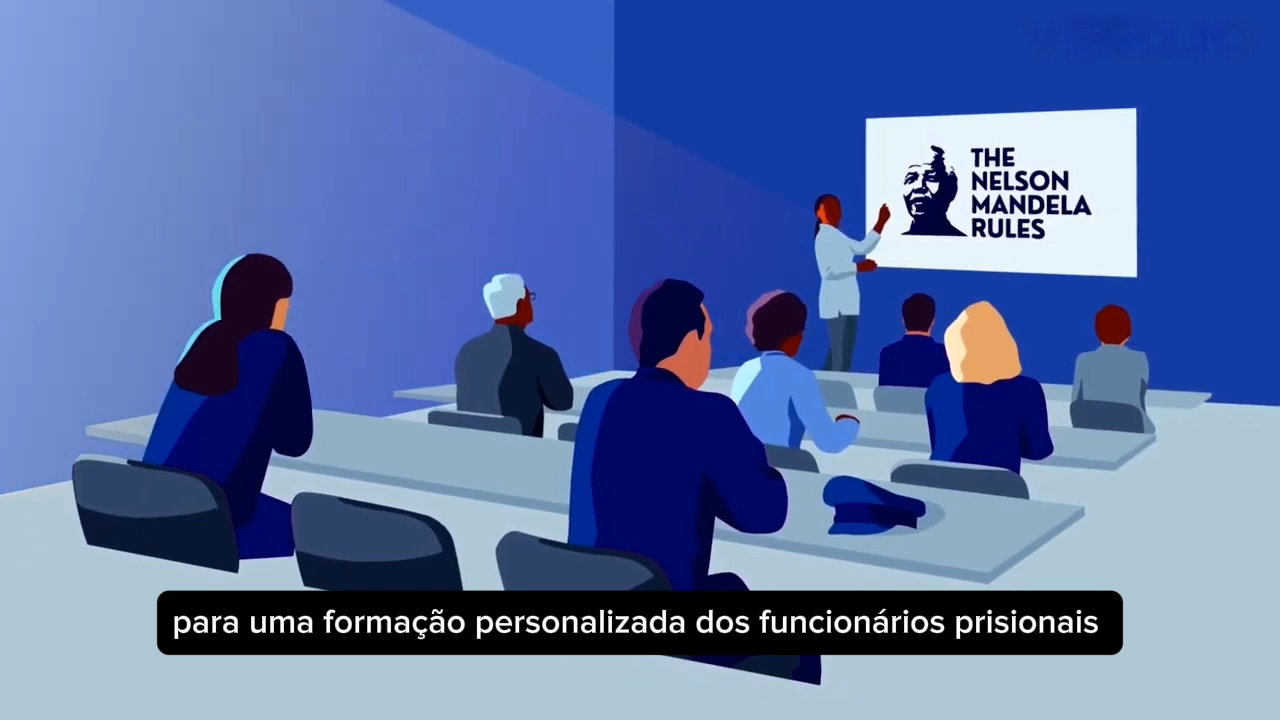 THE
NELSON
MANDELA
RULES
para uma formação personalizada dos funcionários prisionais